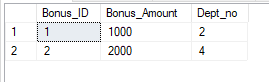 Bonus_ID Bonus_Amount Dept_no
1 1 1000 2
2 2 2000 4